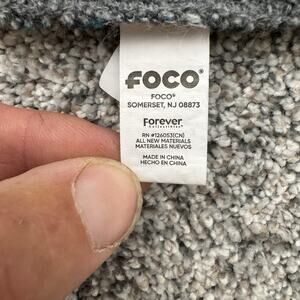 FOCO®
FOCO®
SOMERSET, NJ 08873
Forever
COLLECTIBLES
RN #126053(CN)
ALL NEW MATERIALS
MATERIALES NUEVOS
MADE IN CHINA
HECHO EN CHINA